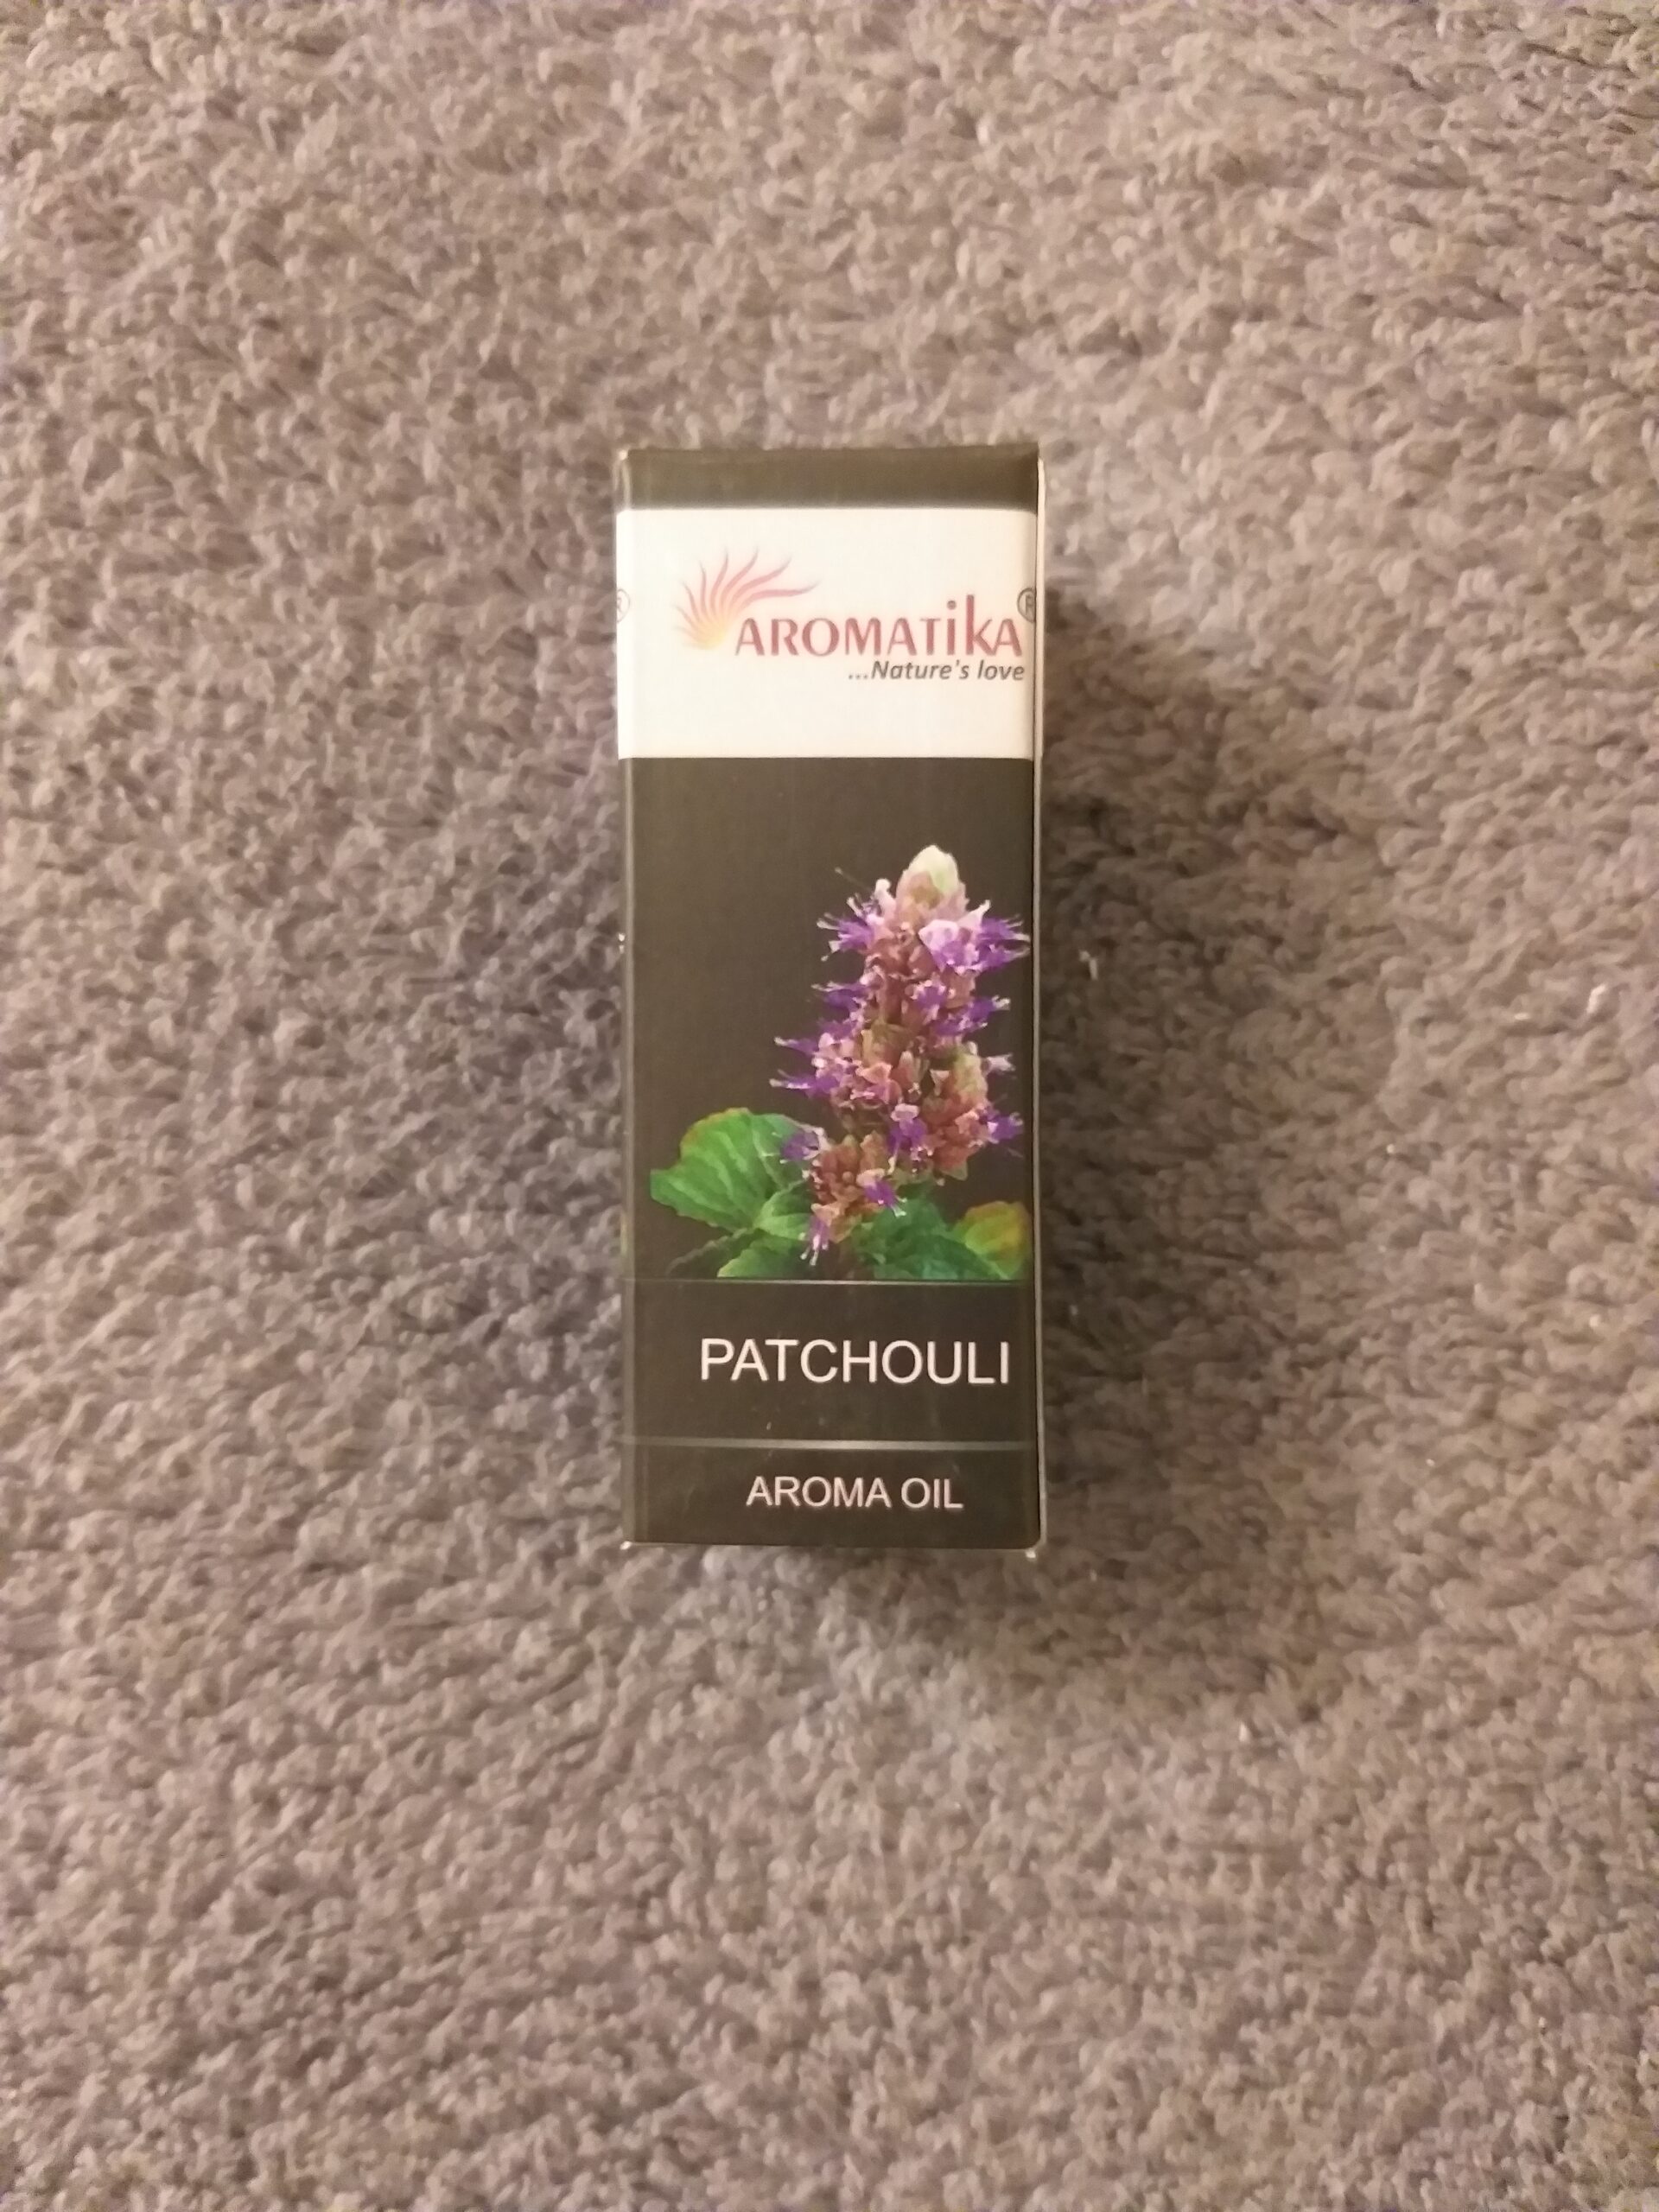 AROMATiKA®
...Nature's love
PATCHOULI
AROMA OIL